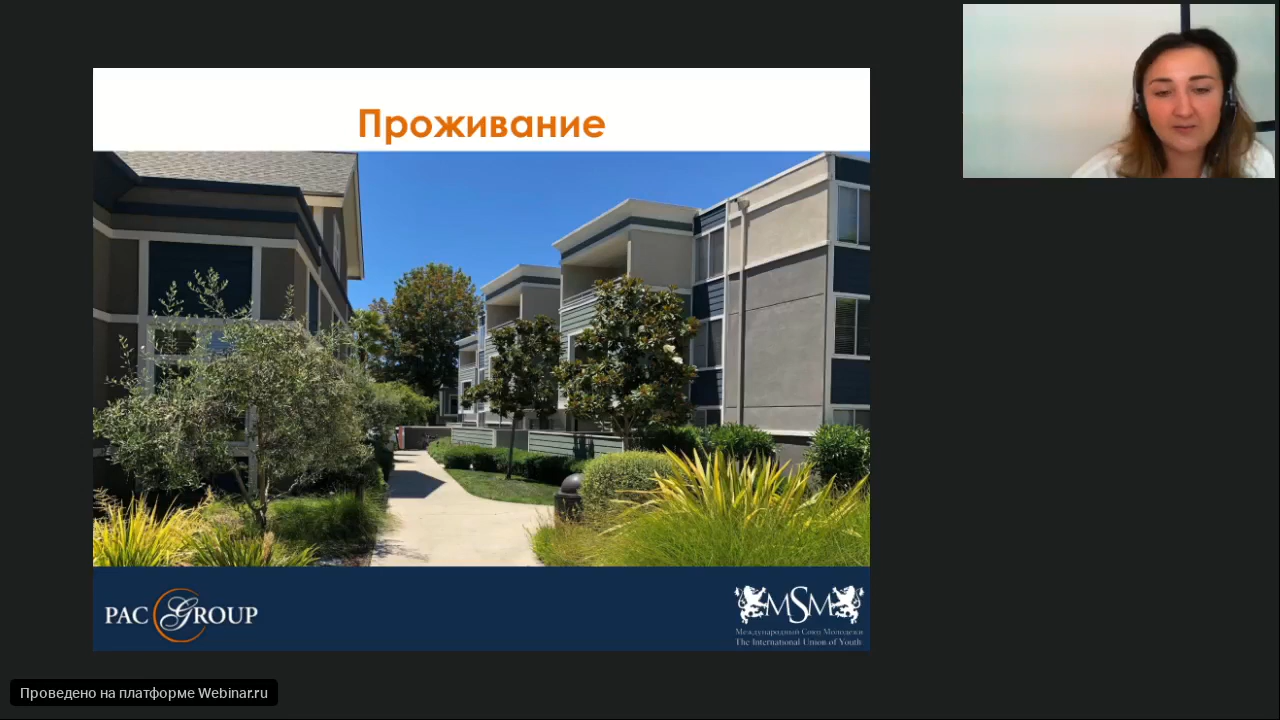 Проживание
PAC GROUP
MSM
Международный Союз Молодежи
The International Union of Youth
Проведено на платформе Webinar.ru